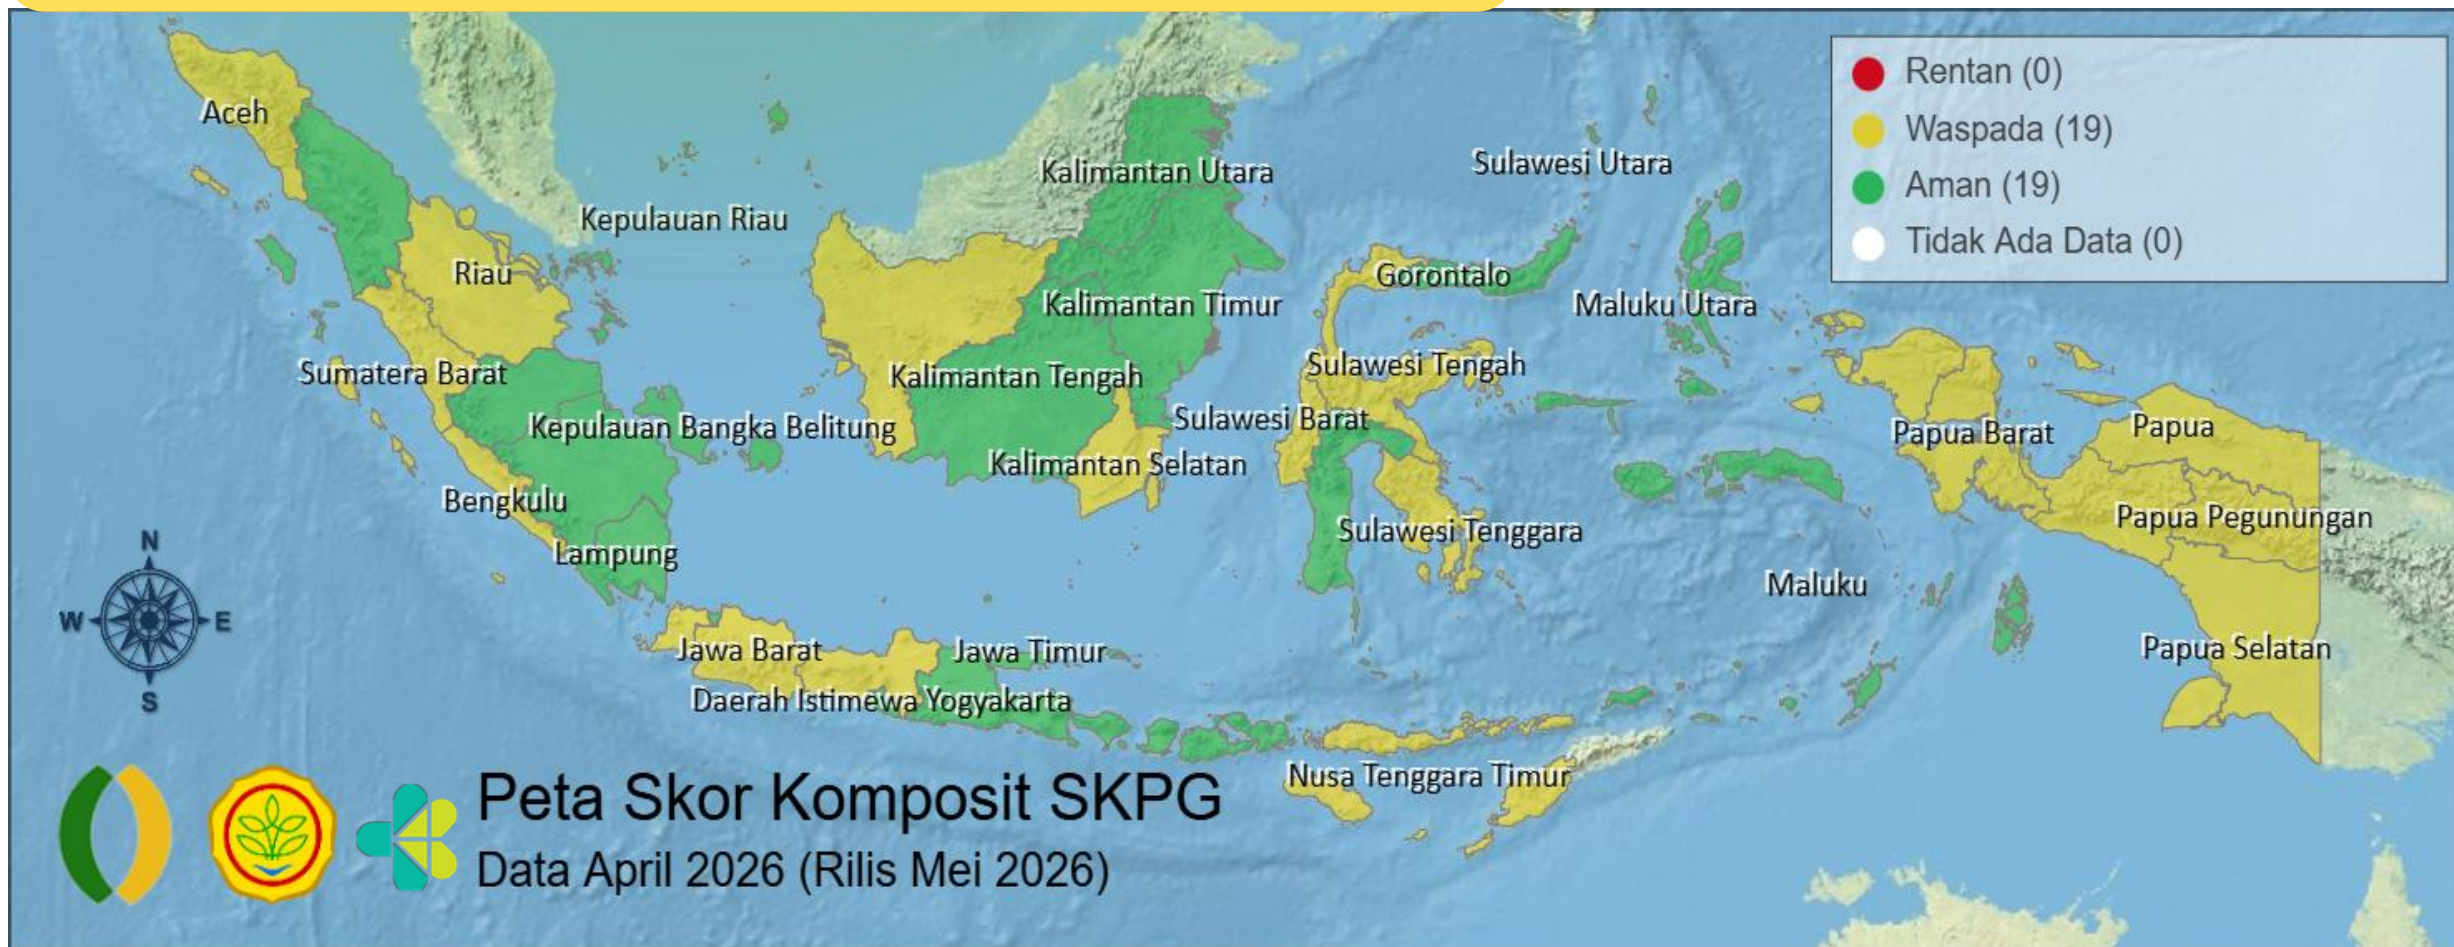 Rentan (0)
Waspada (19)
Aman (19)
Tidak Ada Data (0)
Aceh
Kalimantan Utara
Sulawesi Utara
Kepulauan Riau
Riau
Gorontalo
Kalimantan Timur
Maluku Utara
Sumatera Barat
Kalimantan Tengah
Sulawesi Tengah
Kepulauan Bangka Belitung
Sulawesi Barat
Papua Barat
Papua
Kalimantan Selatan
Bengkulu
Papua Pegunungan
Lampung
Sulawesi Tenggara
Maluku
N
W
E
S
Jawa Barat
Jawa Timur
Papua Selatan
Daerah Istimewa Yogyakarta
Nusa Tenggara Timur
Peta Skor Komposit SKPG
Data April 2026 (Rilis Mei 2026)